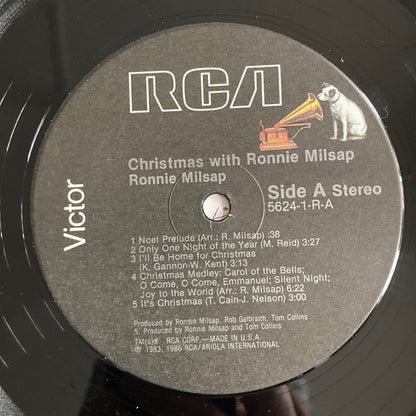 RCA
Victor
Christmas with Ronnie Milsap
Ronnie Milsap
Side A Stereo
5624-1-R-A
1 Noel Prelude (Arr.: R. Milsap) :38
2 Only One Night of the Year (M. Reid) 3:27
3 I'll Be Home for Christmas
(K. Gannon-W. Kent) 3:13
4 Christmas Medley: Carol of the Bells;
O Come, O Come, Emmanuel; Silent Night;
Joy to the World (Arr.: R. Milsap) 6:22
5 It's Christmas (T. Cain-J. Nelson) 3:00
Produced by Ronnie Milsap, Rob Galbraith, Tom Collins
5. Produced by Ronnie Milsap and Tom Collins
TM(s)® RCA CORP.—MADE IN U.S.A.
℗ 1983, 1986 RCA/ARIOLA INTERNATIONAL